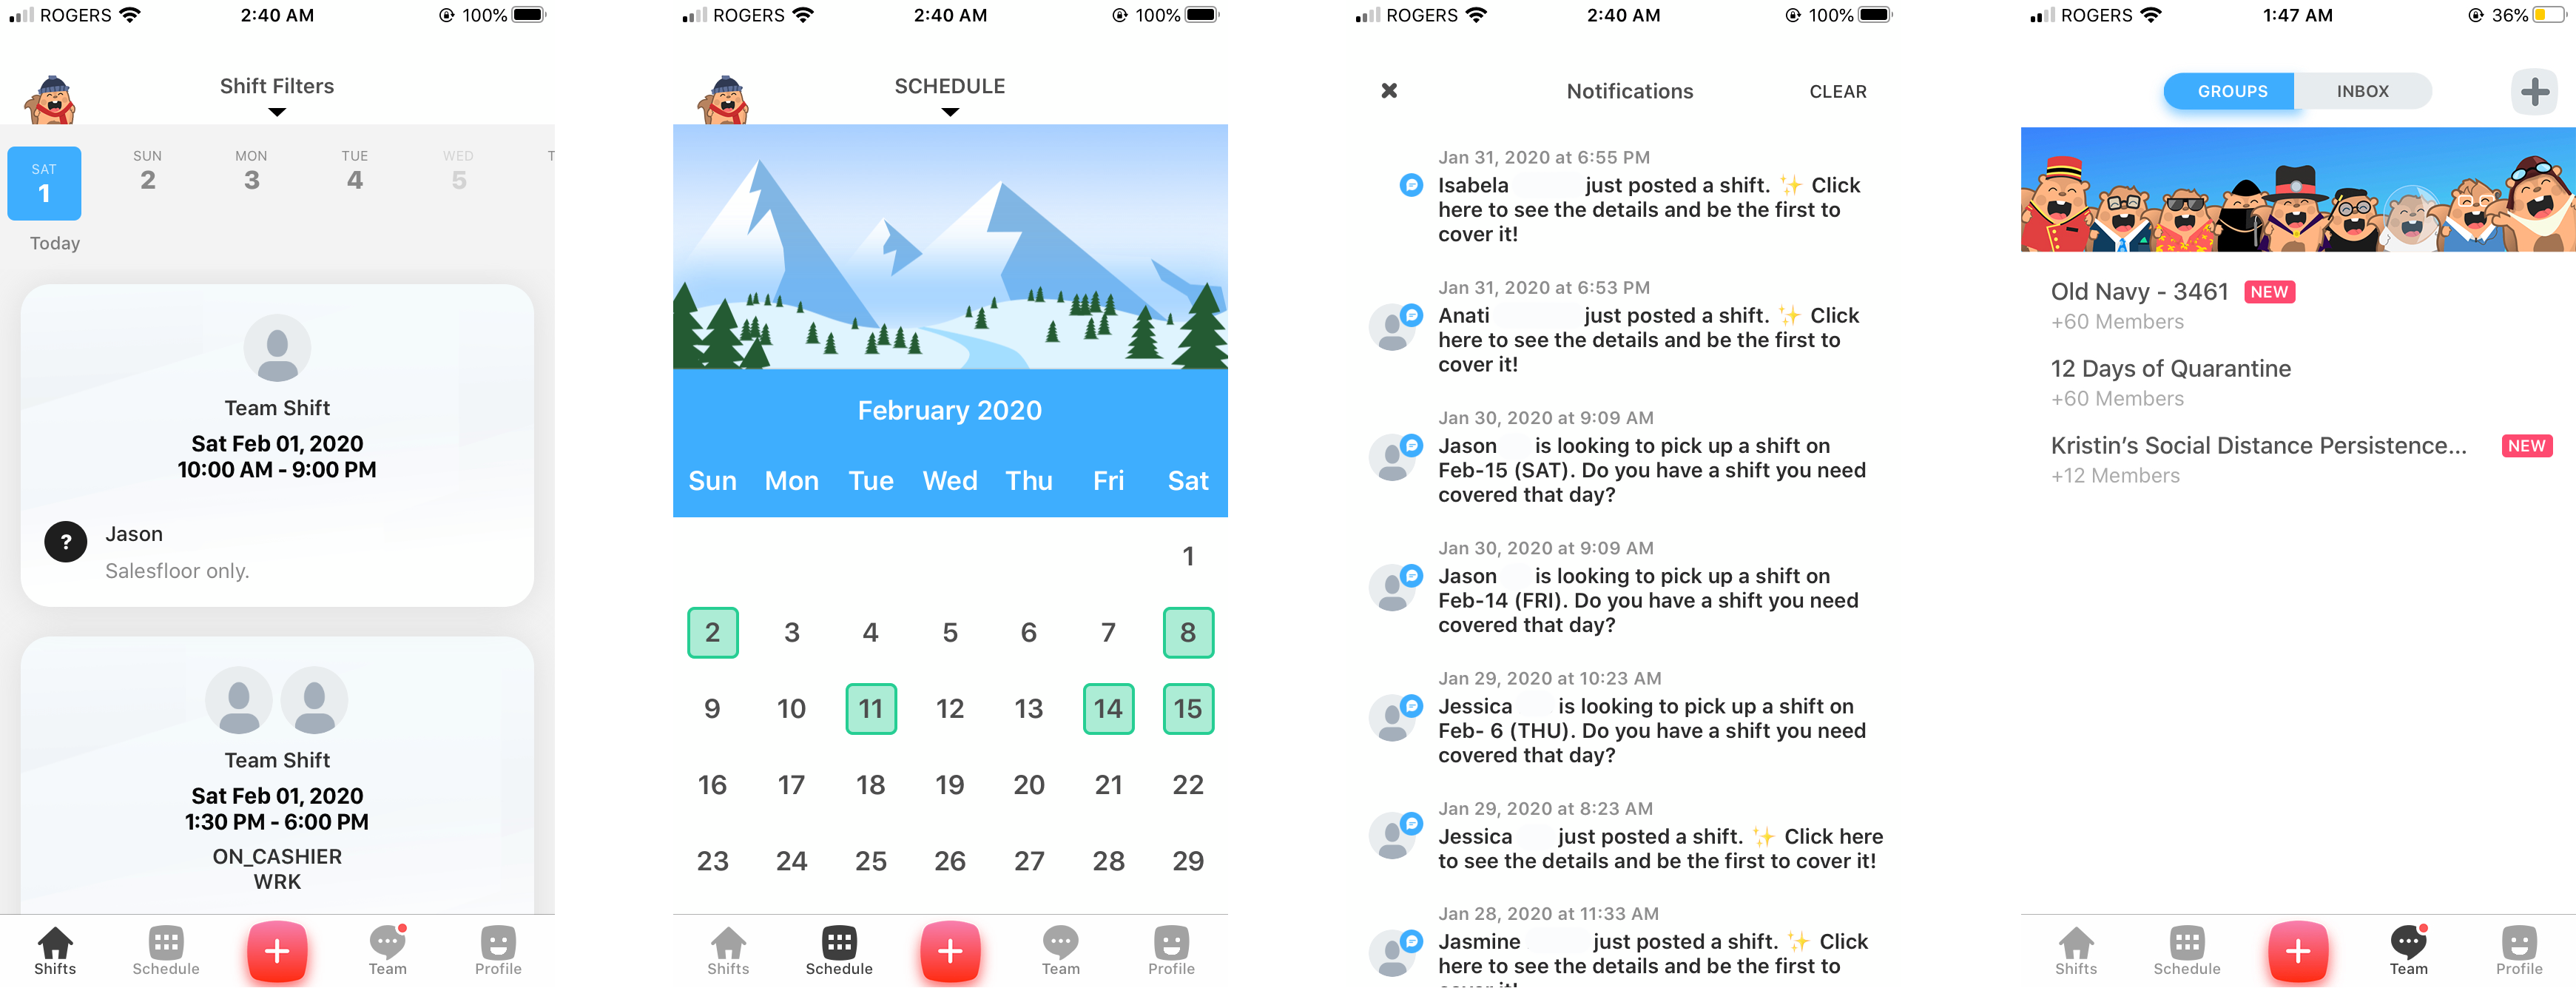 ROGERS 2:40 AM 100%
Shift Filters
SAT SUN MON TUE WED T
1 2 3 4 5
Today
Team Shift
Sat Feb 01, 2020
10:00 AM - 9:00 PM
?
Jason
Salesfloor only.
Team Shift
Sat Feb 01, 2020
1:30 PM - 6:00 PM
ON_CASHIER
WRK
Shifts Schedule Team Profile
ROGERS 2:40 AM 100%
SCHEDULE
February 2020
Sun Mon Tue Wed Thu Fri Sat
1
2 3 4 5 6 7 8
9 10 11 12 13 14 15
16 17 18 19 20 21 22
23 24 25 26 27 28 29
Shifts Schedule Team Profile
ROGERS 2:40 AM 100%
Notifications CLEAR
Jan 31, 2020 at 6:55 PM
Isabela just posted a shift. ✨ Click
here to see the details and be the first to
cover it!
Jan 31, 2020 at 6:53 PM
Anati just posted a shift. ✨ Click
here to see the details and be the first to
cover it!
Jan 30, 2020 at 9:09 AM
Jason is looking to pick up a shift on
Feb-15 (SAT). Do you have a shift you need
covered that day?
Jan 30, 2020 at 9:09 AM
Jason is looking to pick up a shift on
Feb-14 (FRI). Do you have a shift you need
covered that day?
Jan 29, 2020 at 10:23 AM
Jessica is looking to pick up a shift on
Feb- 6 (THU). Do you have a shift you need
covered that day?
Jan 29, 2020 at 8:23 AM
Jessica just posted a shift. ✨ Click here
to see the details and be the first to cover it!
Jan 28, 2020 at 11:33 AM
Jasmine just posted a shift. ✨ Click
here to see the details and be the first to
ROGERS 1:47 AM 36%
GROUPS INBOX
Old Navy - 3461 NEW
+60 Members
12 Days of Quarantine
+60 Members
Kristin’s Social Distance Persistence... NEW
+12 Members
Shifts Schedule Team Profile